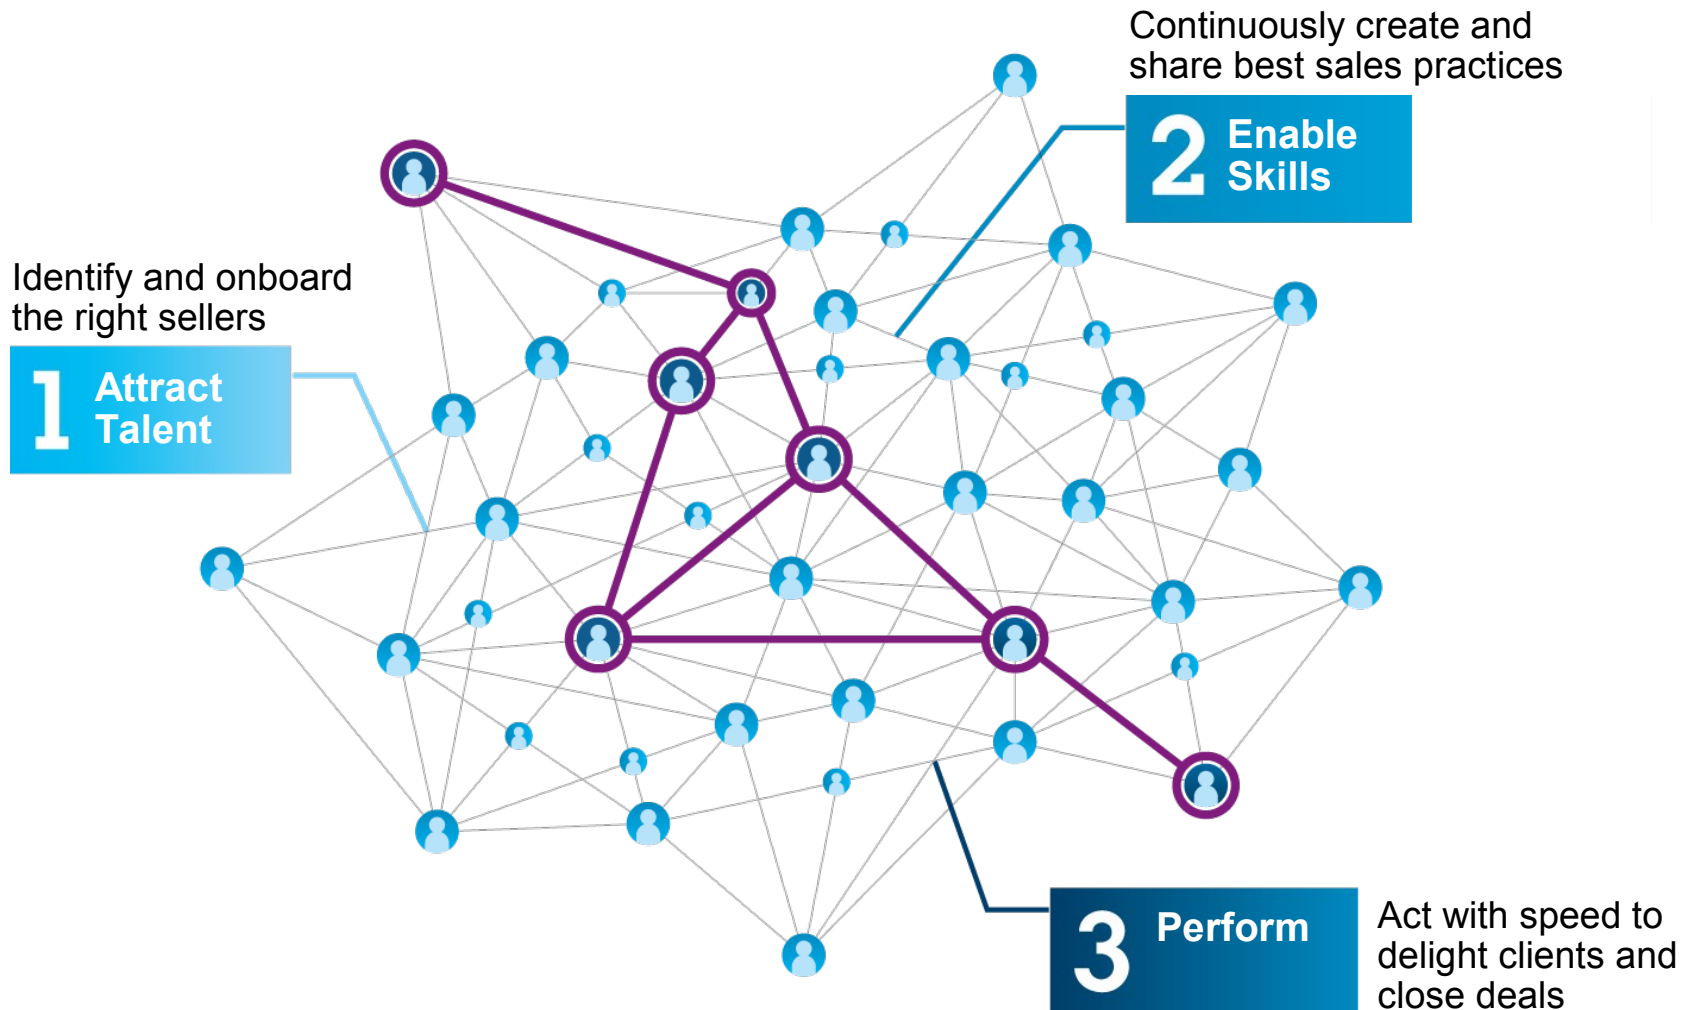 Continuously create and
share best sales practices
2 Enable
Skills
Identify and onboard
the right sellers
1 Attract
Talent
3 Perform
Act with speed to
delight clients and
close deals